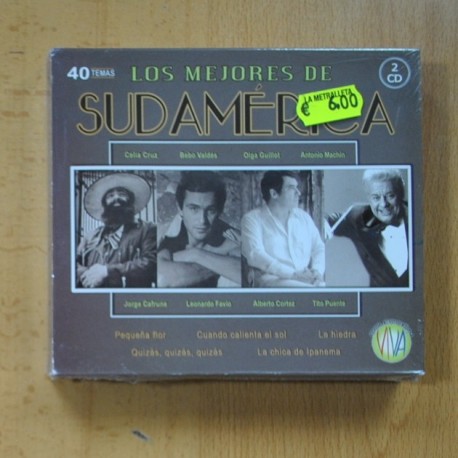 40 TEMAS
LOS MEJORES DE
2 CD
SUDAMÉRICA
LA METRALLETA
€ 6.00
Celia Cruz Bebo Valdés Olga Guillot Antonio Machín
Jorge Cafrune Leonardo Favio Alberto Cortez Tito Puente
Pequeña flor Cuando calienta el sol La hiedra
Quizás, quizás, quizás La chica de Ipanema
VIVA